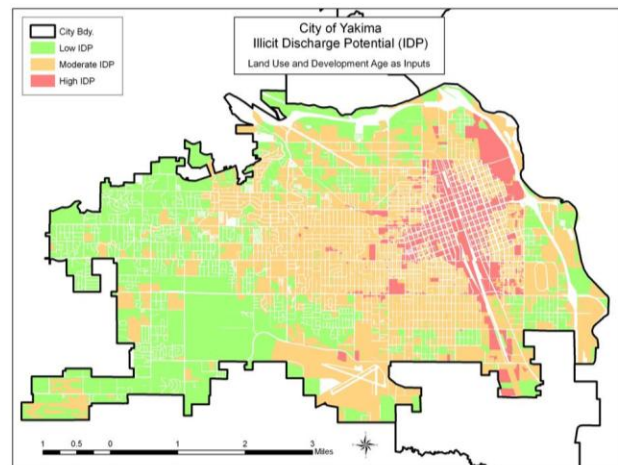 City of Yakima
Illicit Discharge Potential (IDP)
Land Use and Development Age as Inputs
City Bdy.
Low IDP
Moderate IDP
High IDP
1 0.5 0 1 2 3
Miles